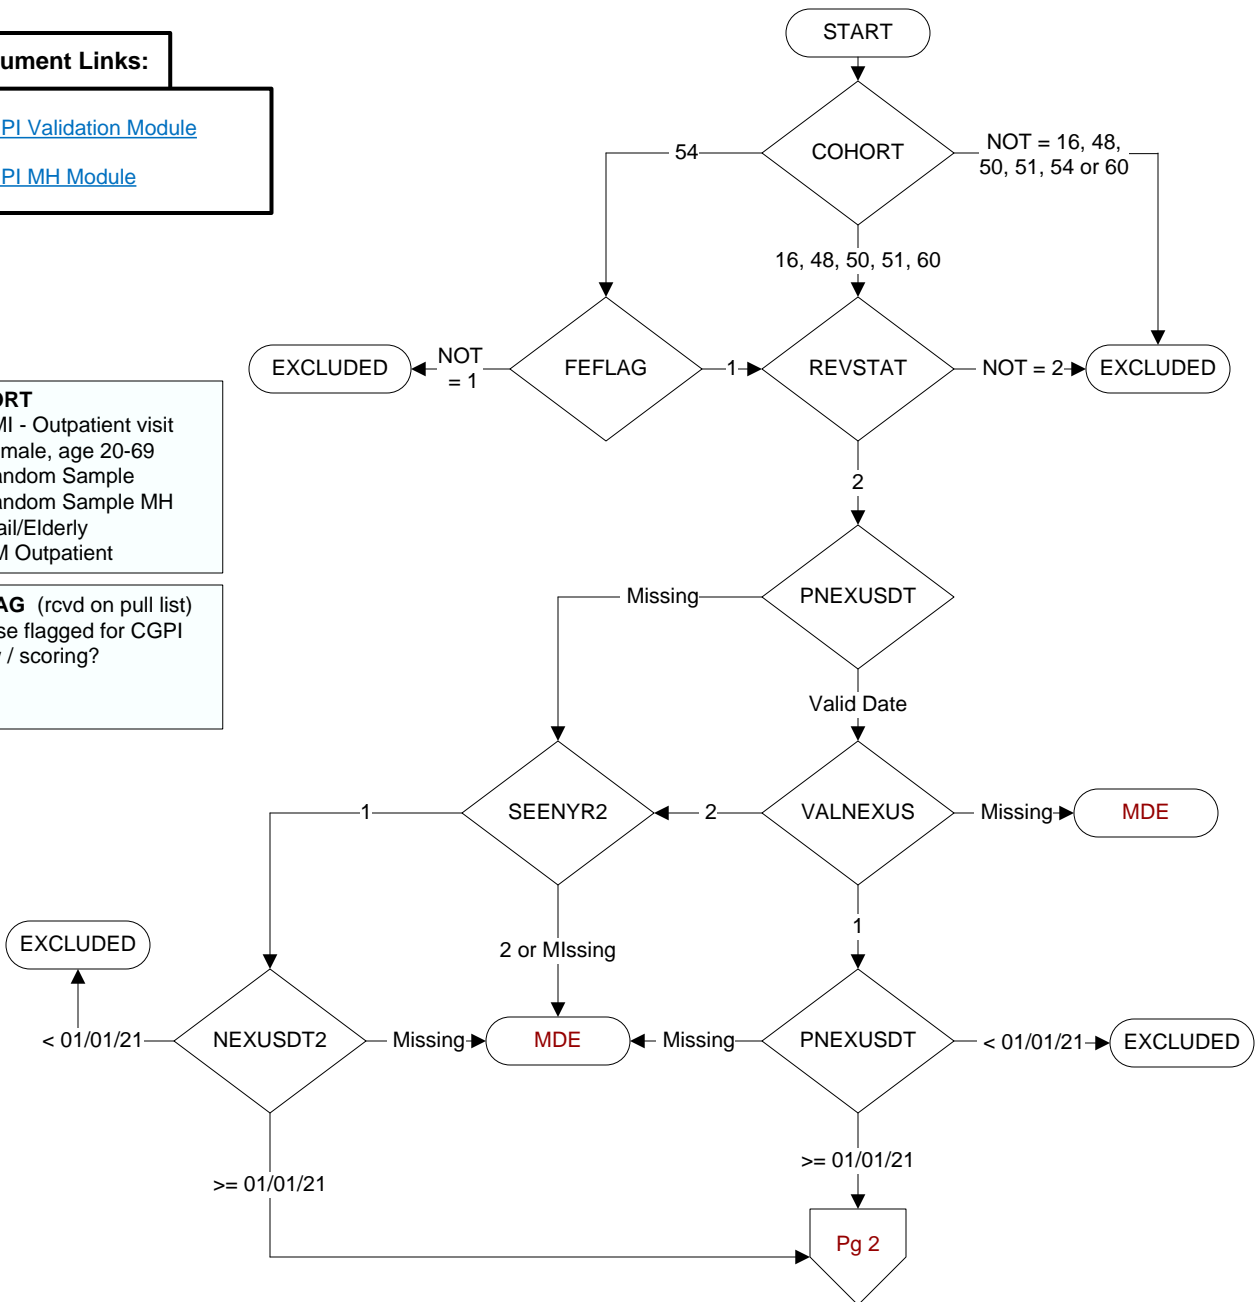 START
ument Links:
PI Validation Module
PI MH Module
COHORT
54
NOT = 16, 48,
50, 51, 54 or 60
16, 48, 50, 51, 60
EXCLUDED
NOT
= 1
FEFLAG
1
REVSTAT
NOT = 2
EXCLUDED
ORT
MI - Outpatient visit
male, age 20-69
andom Sample
andom Sample MH
ail/Elderly
M Outpatient
2
AG (rcvd on pull list)
se flagged for CGPI
/ scoring?
Missing
PNEXUSDT
Valid Date
1
SEENYR2
2
VALNEXUS
Missing
MDE
EXCLUDED
2 or MIssing
1
< 01/01/21
NEXUSDT2
Missing
MDE
Missing
PNEXUSDT
< 01/01/21
EXCLUDED
>= 01/01/21
>= 01/01/21
Pg 2